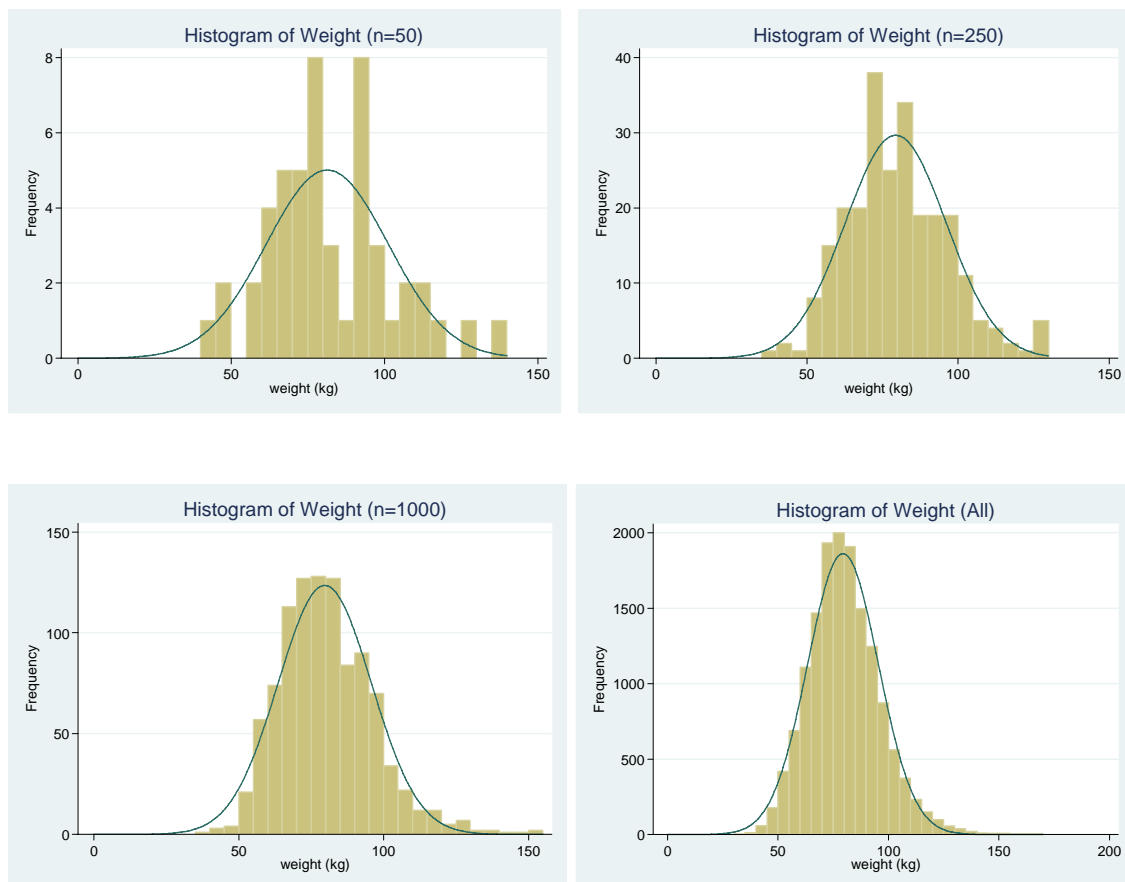 Histogram of Weight (n=50)
8
6
4
2
0
Frequency
0 50 100 150
weight (kg)
Histogram of Weight (n=250)
40
30
20
10
0
Frequency
0 50 100 150
weight (kg)
Histogram of Weight (n=1000)
150
100
50
0
Frequency
0 50 100 150
weight (kg)
Histogram of Weight (All)
2000
1500
1000
500
0
Frequency
0 50 100 150 200
weight (kg)